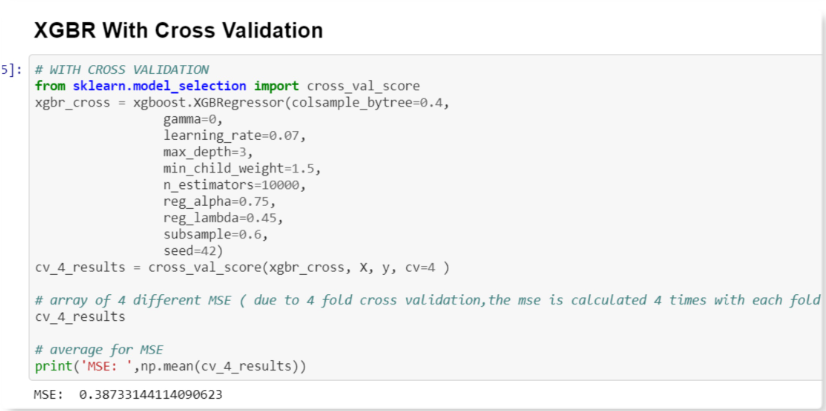 XGBR With Cross Validation
5]: # WITH CROSS VALIDATION
from sklearn.model_selection import cross_val_score
xgbr_cross = xgboost.XGBRegressor(colsample_bytree=0.4,
gamma=0,
learning_rate=0.07,
max_depth=3,
min_child_weight=1.5,
n_estimators=10000,
reg_alpha=0.75,
reg_lambda=0.45,
subsample=0.6,
seed=42)
cv_4_results = cross_val_score(xgbr_cross, X, y, cv=4 )
# array of 4 different MSE ( due to 4 fold cross validation,the mse is calculated 4 times with each fold
cv_4_results
# average for MSE
print('MSE: ',np.mean(cv_4_results))
MSE:  0.38733144114090623